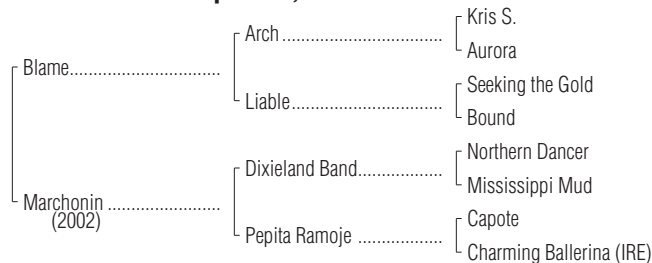 Kris S.
Arch
Aurora
Blame
Seeking the Gold
Liable
Bound
Northern Dancer
Dixieland Band
Mississippi Mud
Marchonin
(2002)
Capote
Pepita Ramoje
Charming Ballerina (IRE)